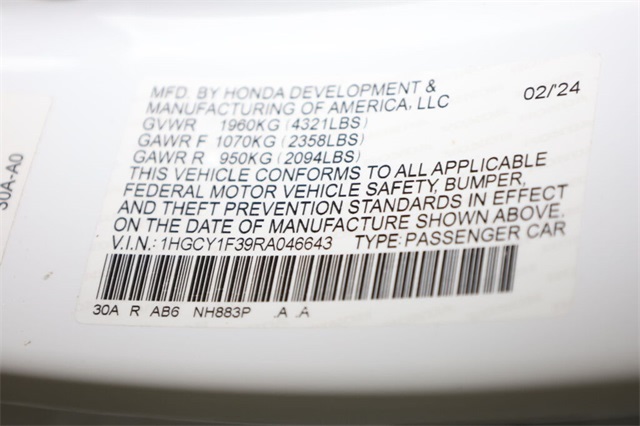 MFD. BY HONDA DEVELOPMENT &
MANUFACTURING OF AMERICA, LLC 02/'24
GVWR 1960KG (4321LBS)
GAWR F 1070KG (2358LBS)
GAWR R 950KG (2094LBS)
THIS VEHICLE CONFORMS TO ALL APPLICABLE
FEDERAL MOTOR VEHICLE SAFETY, BUMPER,
AND THEFT PREVENTION STANDARDS IN EFFECT
ON THE DATE OF MANUFACTURE SHOWN ABOVE.
V.I.N.: 1HGCY1F39RA046643 TYPE: PASSENGER CAR
30A R AB6 NH883P .A .A
30A-A0